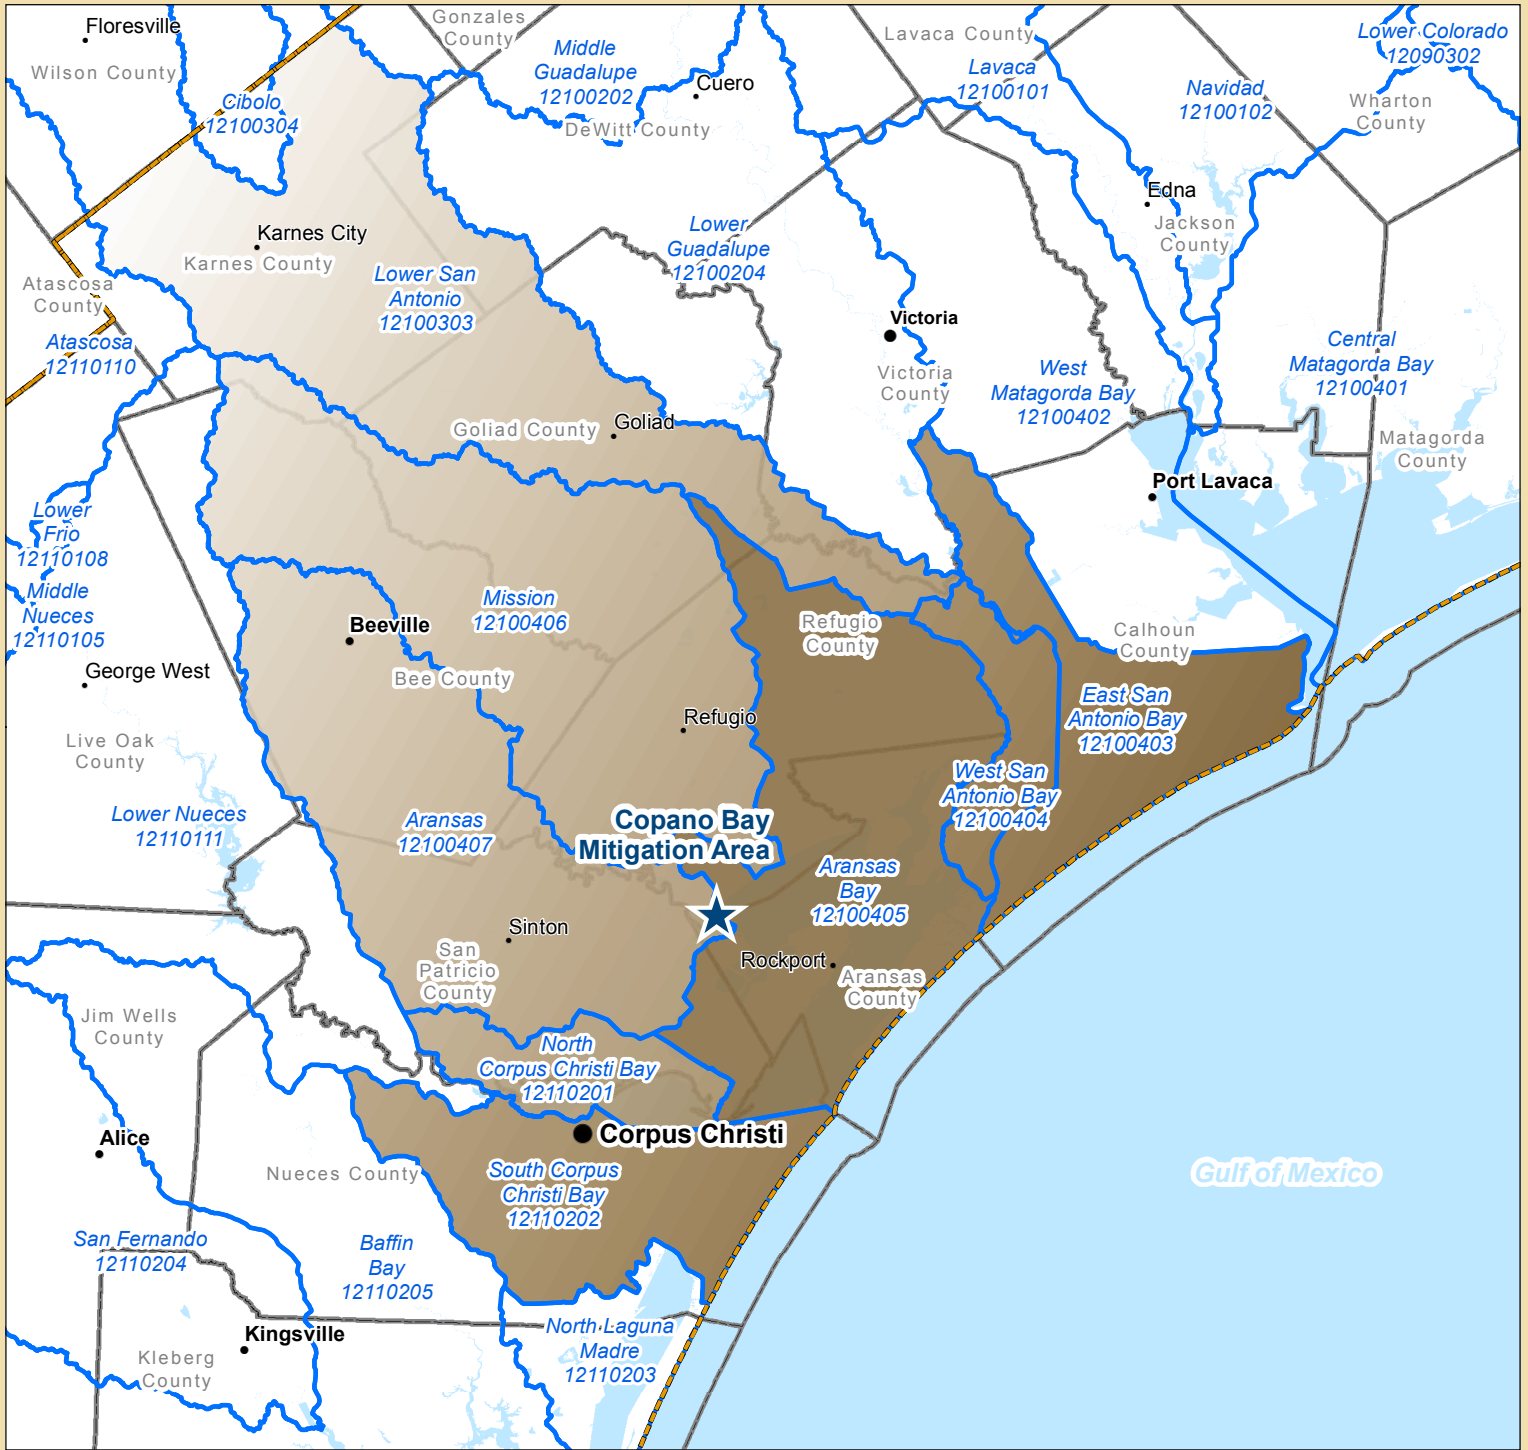 Floresville
Wilson County
Gonzales
County
Middle
Guadalupe
12100202
Cuero
DeWitt County
Lavaca County
Lavaca
12100101
Navidad
12100102
Lower Colorado
12090302
Wharton
County
Cibolo
12100304
Karnes City
Karnes County
Lower San
Antonio
12100303
Lower
Guadalupe
12100204
Edna
Jackson
County
Atascosa
County
Atascosa
12110110
Victoria
Victoria
County
West
Matagorda Bay
12100402
Central
Matagorda Bay
12100401
Goliad County
Goliad
Matagorda
County
Port Lavaca
Lower
Frio
12110108
Middle
Nueces
12110105
Mission
12100406
Beeville
Bee County
Refugio
County
Calhoun
County
George West
Refugio
East San
Antonio Bay
12100403
Live Oak
County
West San
Antonio Bay
12100404
Lower Nueces
12110111
Aransas
12100407
Copano Bay
Mitigation Area
Aransas
Bay
12100405
Sinton
San
Patricio
County
Rockport
Aransas
County
Jim Wells
County
North
Corpus Christi Bay
12110201
Alice
Corpus Christi
Nueces County
South Corpus
Christi Bay
12110202
Gulf of Mexico
San Fernando
12110204
Baffin
Bay
12110205
Kingsville
Kleberg
County
North Laguna
Madre
12110203